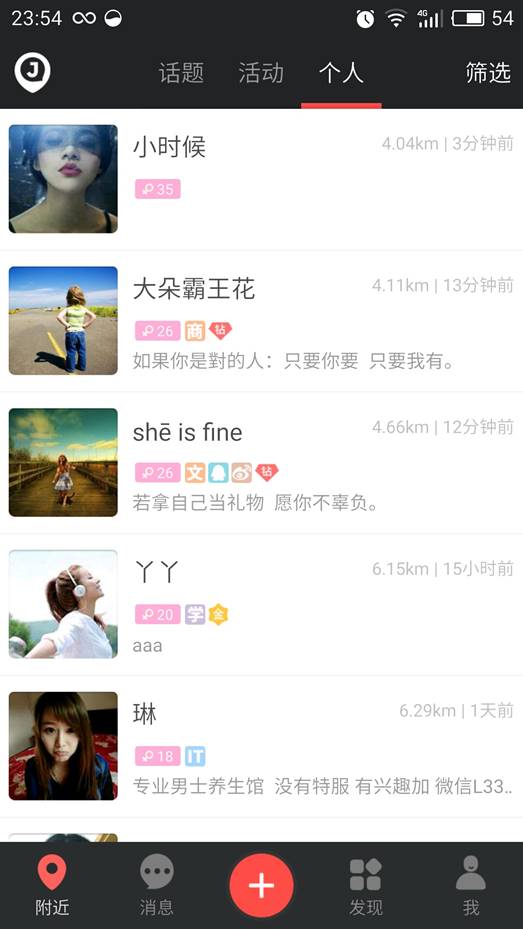 23:54 4G 54
J 话题 活动 个人 筛选
小时候 4.04km | 3分钟前
35
大朵霸王花 4.11km | 13分钟前
26 商 钻
如果你是對的人：只要你要 只要我有。
shē is fine 4.66km | 12分钟前
26 文 钻
若拿自己当礼物 愿你不辜负。
丫丫 6.15km | 15小时前
20 学 金
aaa
琳 6.29km | 1天前
18 IT
专业男士养生馆 没有特服 有兴趣加 微信L33..
附近 消息 发现 我